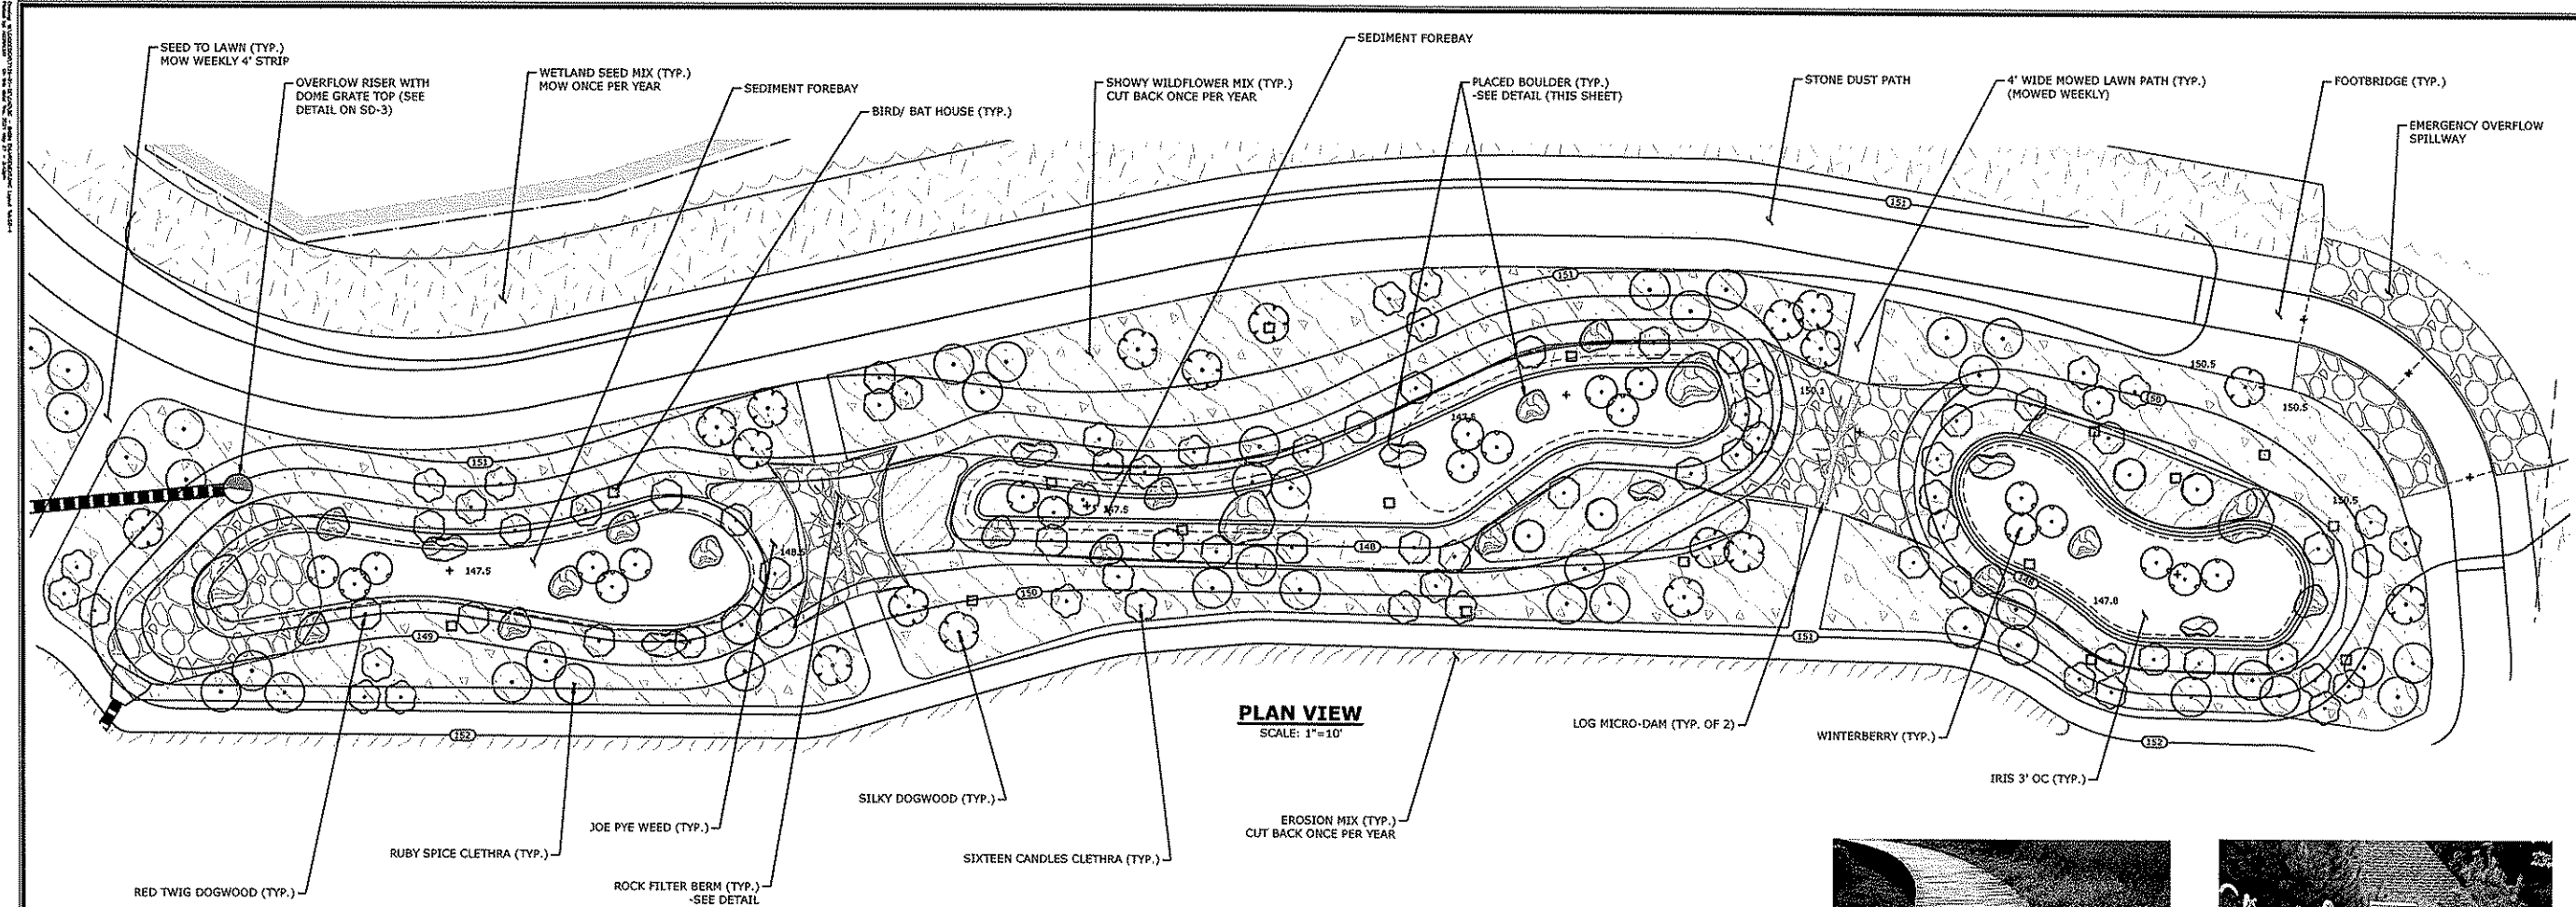 SEED TO LAWN (TYP.)
MOW WEEKLY 4' STRIP
OVERFLOW RISER WITH
DOME GRATE TOP (SEE
DETAIL ON SD-3)
WETLAND SEED MIX (TYP.)
MOW ONCE PER YEAR
SEDIMENT FOREBAY
BIRD/ BAT HOUSE (TYP.)
SHOWY WILDFLOWER MIX (TYP.)
CUT BACK ONCE PER YEAR
SEDIMENT FOREBAY
PLACED BOULDER (TYP.)
-SEE DETAIL (THIS SHEET)
STONE DUST PATH
4' WIDE MOWED LAWN PATH (TYP.)
(MOWED WEEKLY)
FOOTBRIDGE (TYP.)
EMERGENCY OVERFLOW
SPILLWAY
151
151
150.5
150
150.5
150.1
147.5
151
147.5
150.5
148.5
148
147.5
148
150
147.8
149
151
152
152
PLAN VIEW
SCALE: 1"=10'
LOG MICRO-DAM (TYP. OF 2)
WINTERBERRY (TYP.)
IRIS 3' OC (TYP.)
SILKY DOGWOOD (TYP.)
EROSION MIX (TYP.)
CUT BACK ONCE PER YEAR
JOE PYE WEED (TYP.)
RUBY SPICE CLETHRA (TYP.)
SIXTEEN CANDLES CLETHRA (TYP.)
RED TWIG DOGWOOD (TYP.)
ROCK FILTER BERM (TYP.)
-SEE DETAIL